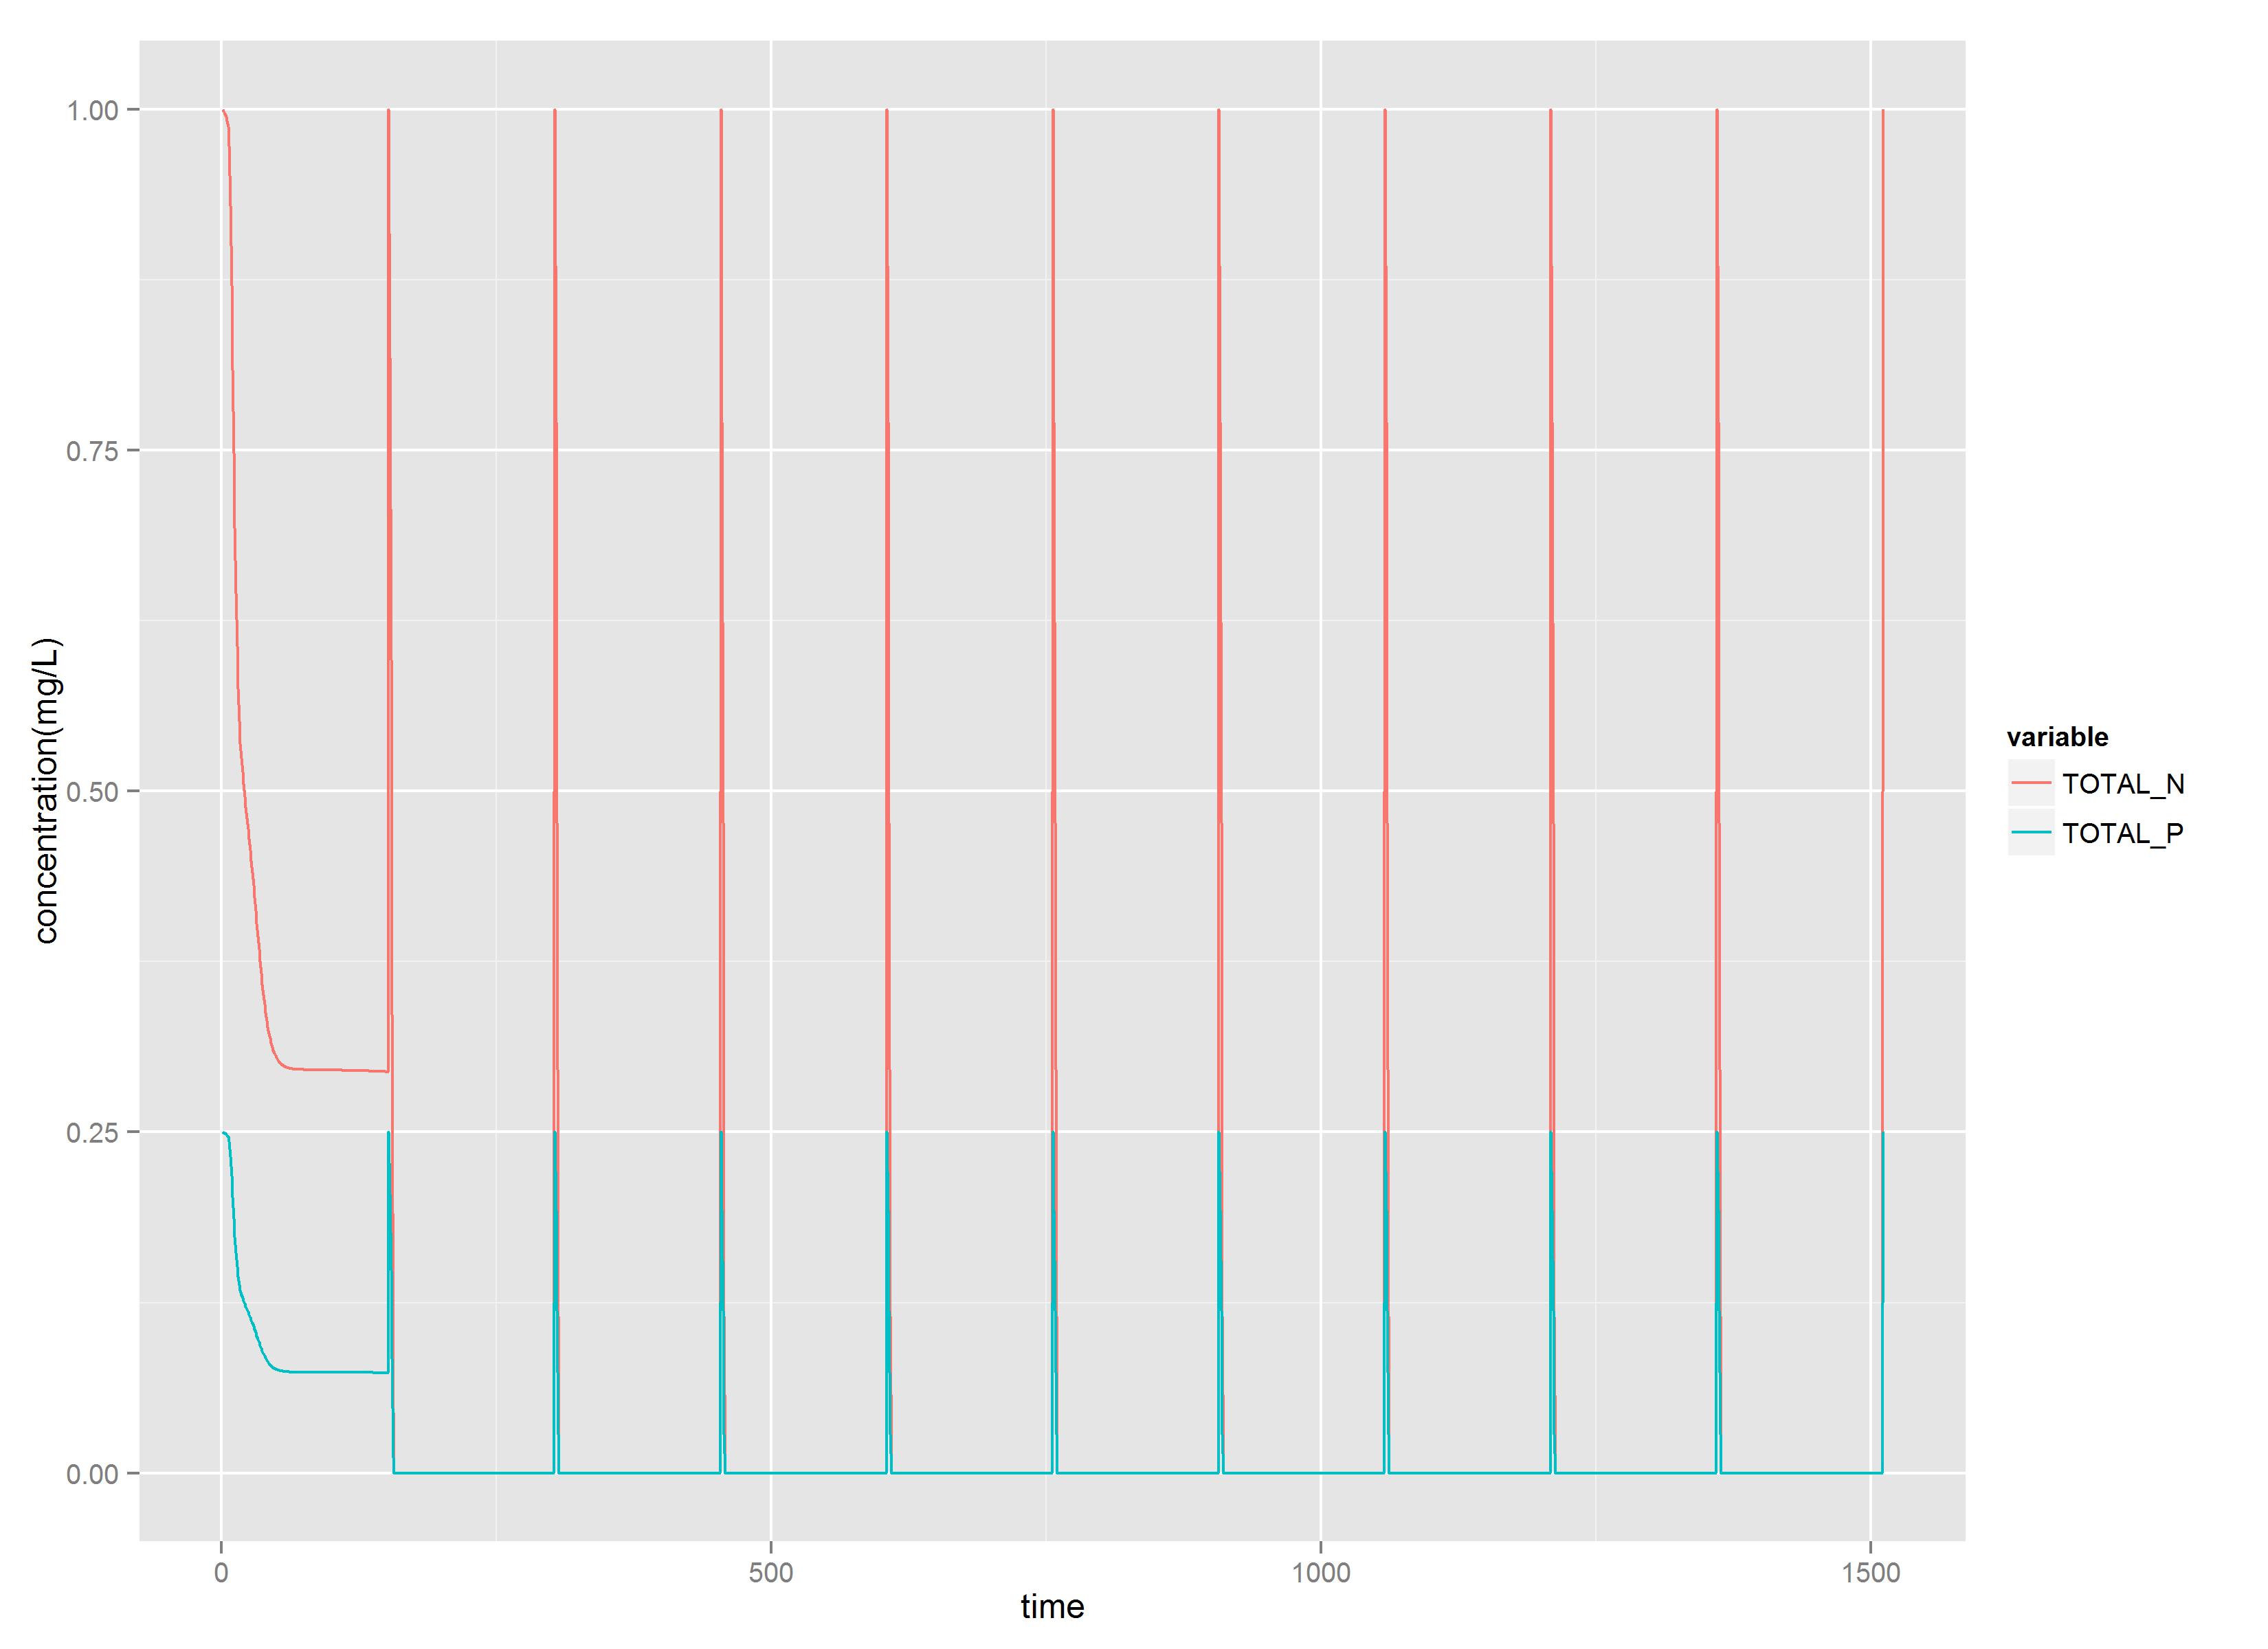 concentration(mg/L)
1.00
0.75
0.50
0.25
0.00
0 500 1000 1500
time
variable
TOTAL_N
TOTAL_P